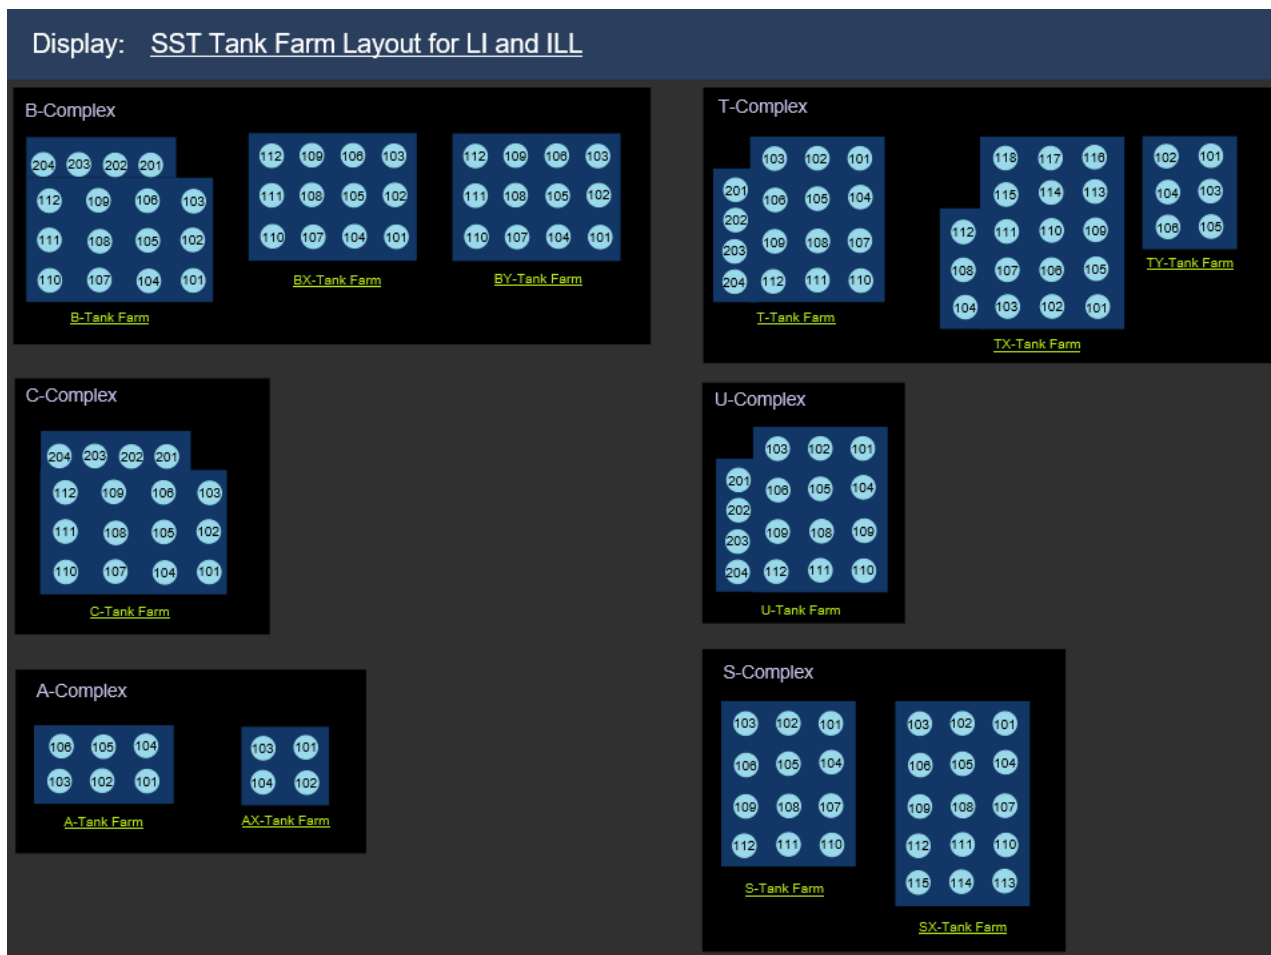 Display: SST Tank Farm Layout for LI and ILL
B-Complex
204 203 202 201
112 109 106 103
111 108 105 102
110 107 104 101
B-Tank Farm
112 109 106 103
111 108 105 102
110 107 104 101
BX-Tank Farm
112 109 106 103
111 108 105 102
110 107 104 101
BY-Tank Farm
T-Complex
103 102 101
201
106 105 104
202
109 108 107
203
204 112 111 110
T-Tank Farm
118 117 116
115 114 113
112 111 110 109
108 107 106 105
104 103 102 101
TX-Tank Farm
102 101
104 103
106 105
TY-Tank Farm
C-Complex
204 203 202 201
112 109 106 103
111 108 105 102
110 107 104 101
C-Tank Farm
U-Complex
103 102 101
201
106 105 104
202
109 108 109
203
204 112 111 110
U-Tank Farm
A-Complex
106 105 104
103 102 101
A-Tank Farm
103 101
104 102
AX-Tank Farm
S-Complex
103 102 101
106 105 104
109 108 107
112 111 110
S-Tank Farm
103 102 101
106 105 104
109 108 107
112 111 110
115 114 113
SX-Tank Farm